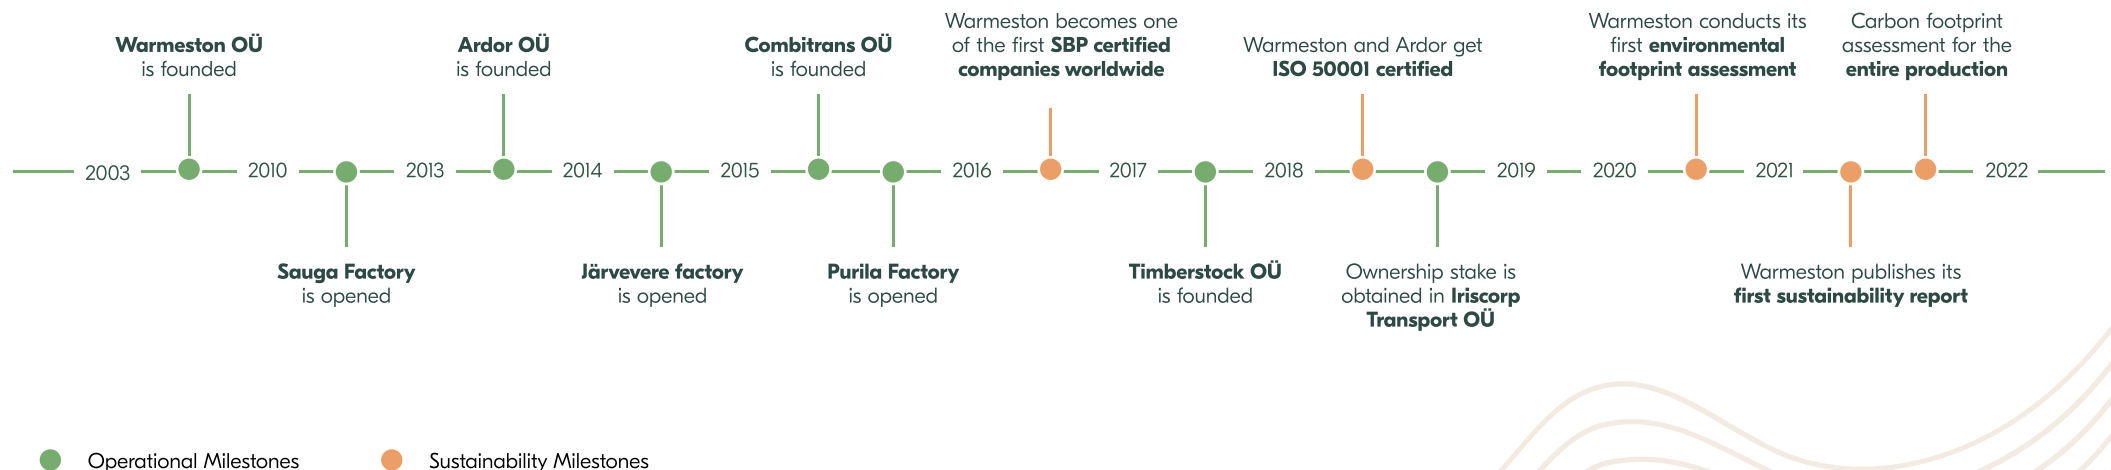 Warmeston OÜ
is founded
Ardor OÜ
is founded
Combitrans OÜ
is founded
Warmeston becomes one
of the first SBP certified
companies worldwide
Warmeston and Ardor get
ISO 50001 certified
Warmeston conducts its
first environmental
footprint assessment
Carbon footprint
assessment for the
entire production
2003 2010 2013 2014 2015 2016 2017 2018 2019 2020 2021 2022
Sauga Factory
is opened
Järvevere factory
is opened
Purila Factory
is opened
Timberstock OÜ
is founded
Ownership stake is
obtained in Iriscorp
Transport OÜ
Warmeston publishes its
first sustainability report
Operational Milestones
Sustainability Milestones